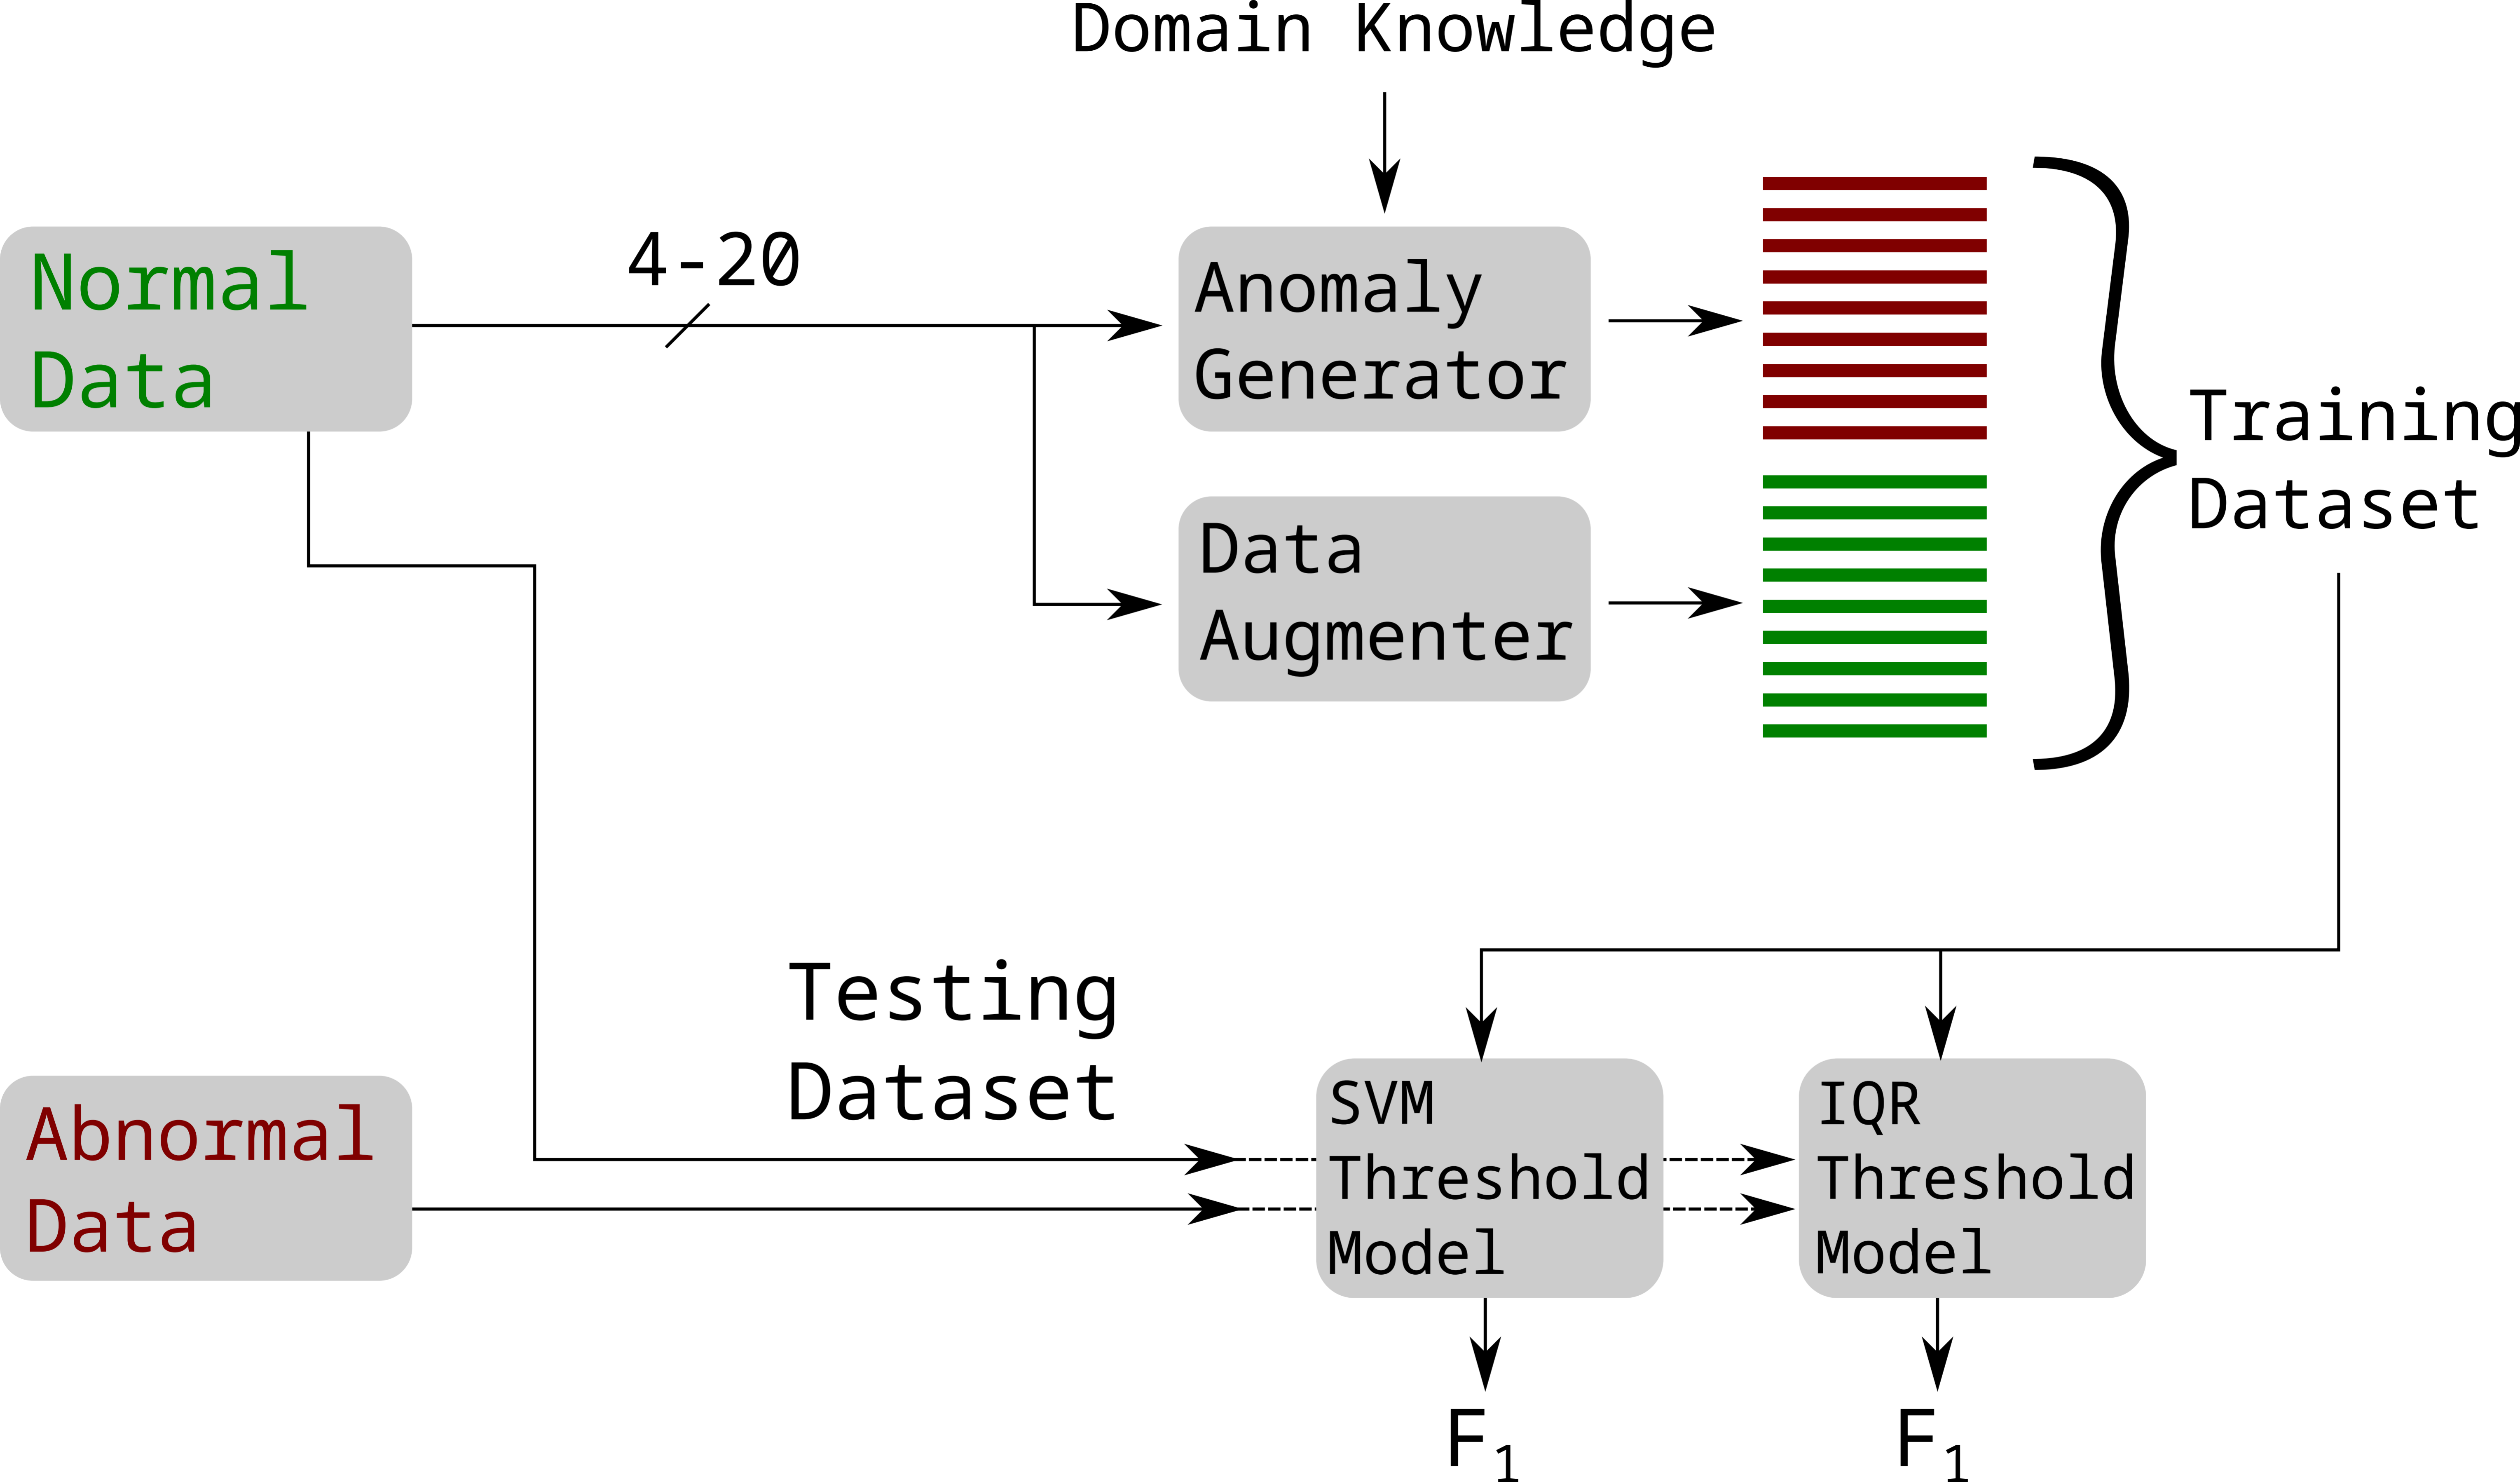 Domain Knowledge
Normal
Data
4-20
Anomaly
Generator
Data
Augmenter
Training
Dataset
Testing
Dataset
Abnormal
Data
SVM
Threshold
Model
IQR
Threshold
Model
F₁
F₁